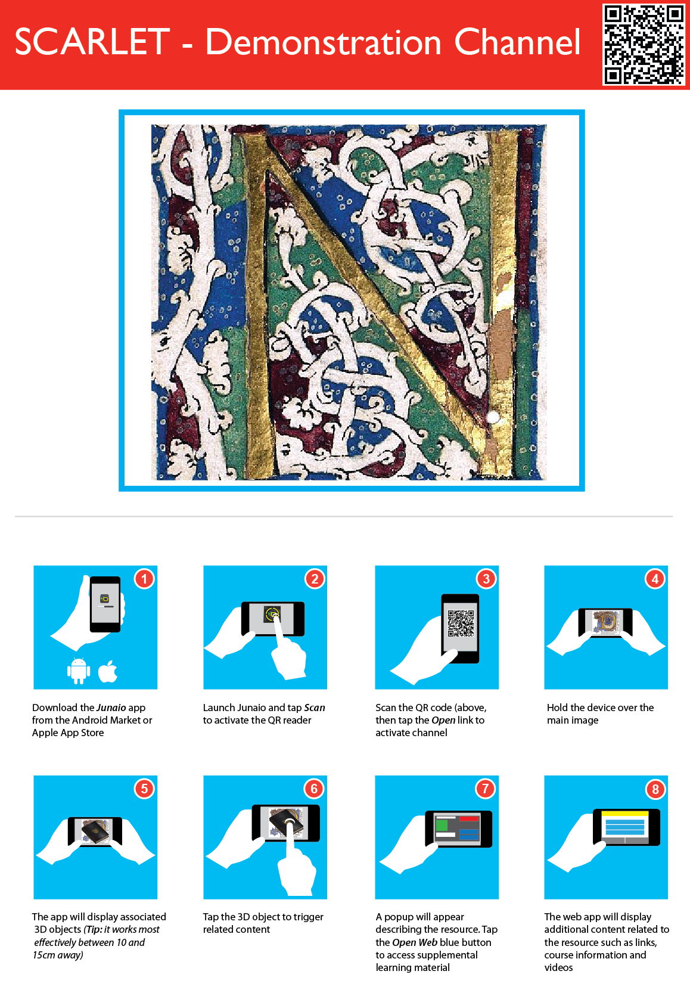 SCARLET - Demonstration Channel
1
2
3
4
Download the Junaio app
from the Android Market or
Apple App Store
Launch Junaio and tap Scan
to activate the QR reader
Scan the QR code (above,
then tap the Open link to
activate channel
Hold the device over the
main image
5
6
7
8
The app will display associated
3D objects (Tip: it works most
effectively between 10 and
15cm away)
Tap the 3D object to trigger
related content
A popup will appear
describing the resource. Tap
the Open Web blue button
to access supplemental
learning material
The web app will display
additional content related to
the resource such as links,
course information and
videos